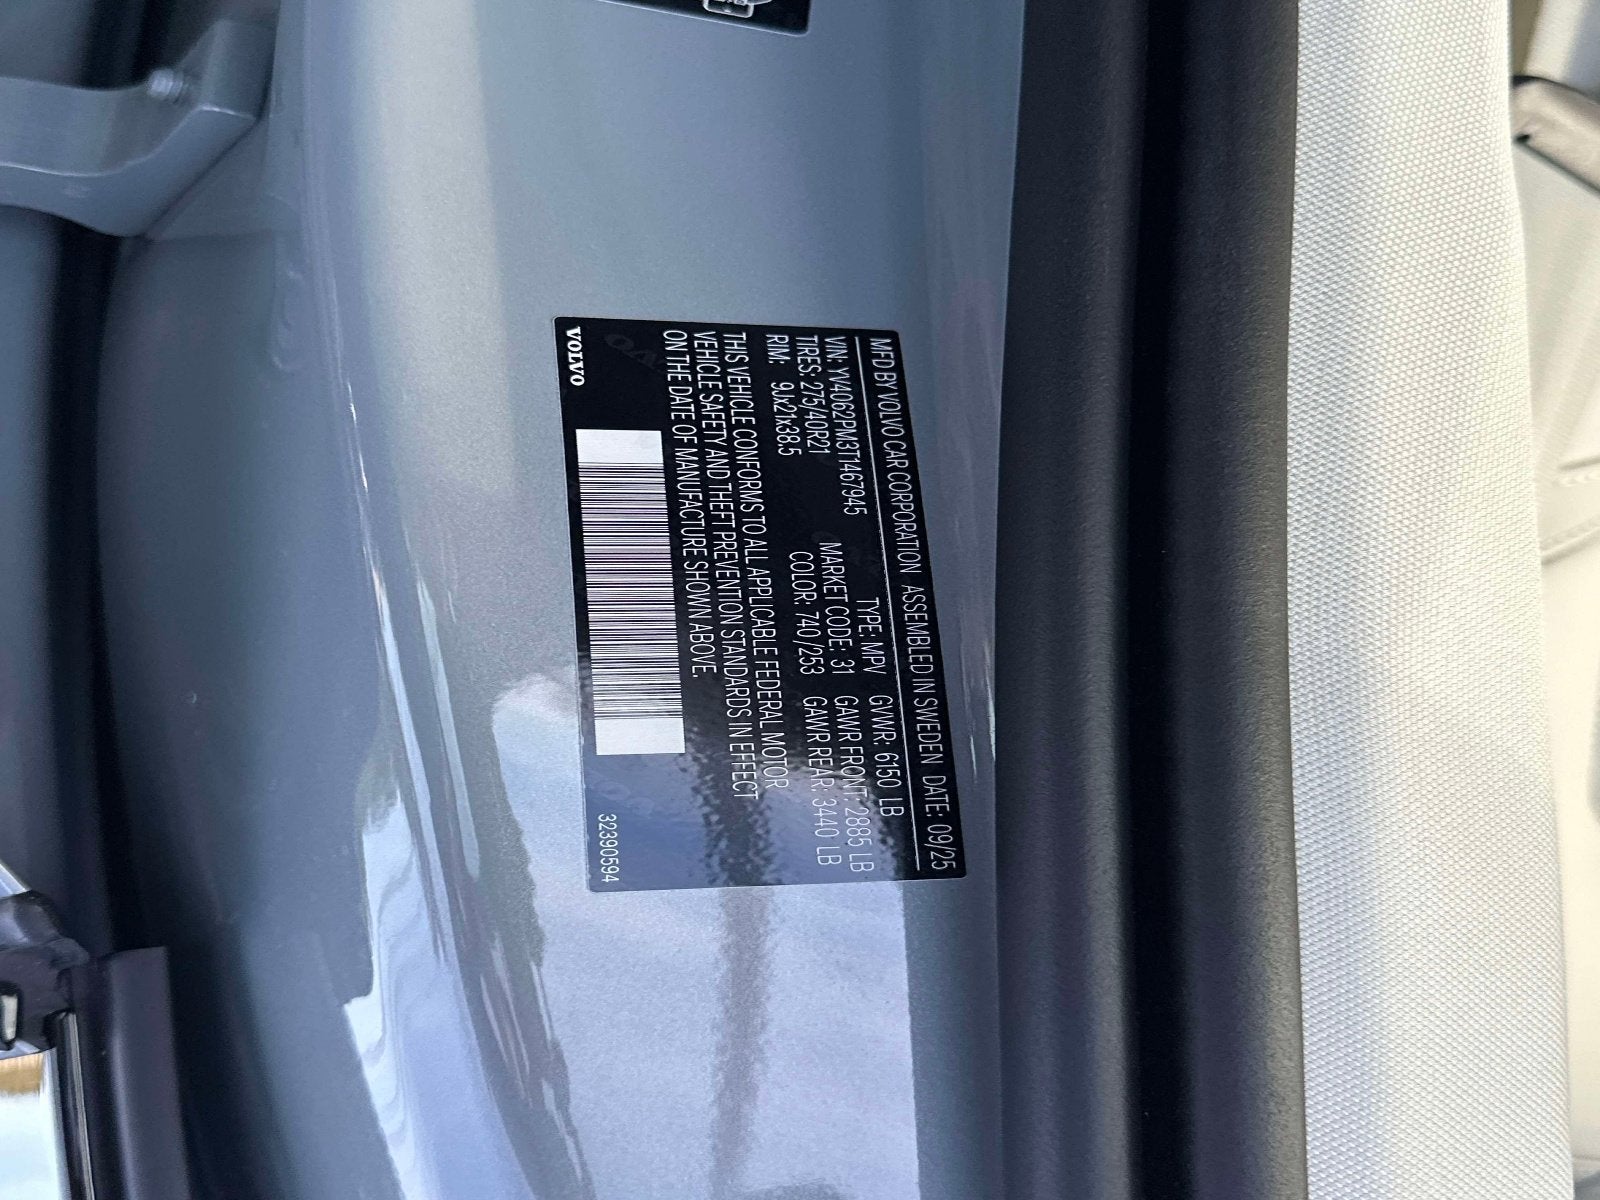 MFD BY VOLVO CAR CORPORATION ASSEMBLED IN SWEDEN DATE: 09/25
TYPE: MPV GVWR: 6150 LB
VIN: YV4062PM3T1467945 MARKET CODE: 31 GAWR FRONT: 2885 LB
TIRES: 275/40R21 COLOR: 740/253 GAWR REAR: 3440 LB
RIM: 9Jx21x38.5
THIS VEHICLE CONFORMS TO ALL APPLICABLE FEDERAL MOTOR
VEHICLE SAFETY AND THEFT PREVENTION STANDARDS IN EFFECT
ON THE DATE OF MANUFACTURE SHOWN ABOVE.
VOLVO 32390594